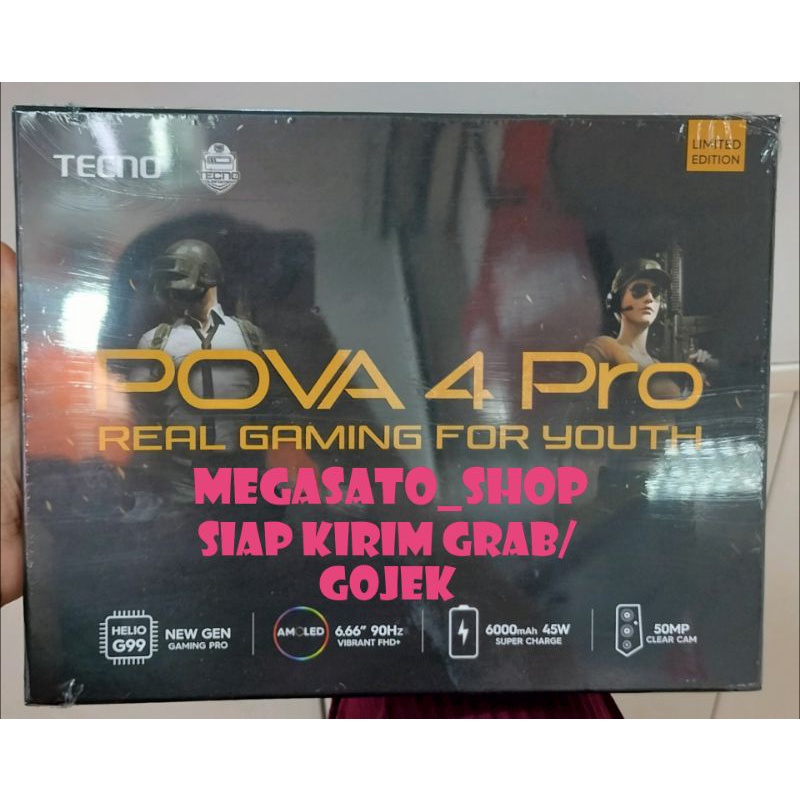 TECNO
TECNO
LIMITED
EDITION
POVA 4 Pro
REAL GAMING FOR YOUTH
MEGASATO_SHOP
SIAP KIRIM GRAB/
GOJEK
HELIO
G99
NEW GEN
GAMING PRO
AMOLED
6.66" 90Hz
VIBRANT FHD+
6000mAh 45W
SUPER CHARGE
50MP
CLEAR CAM